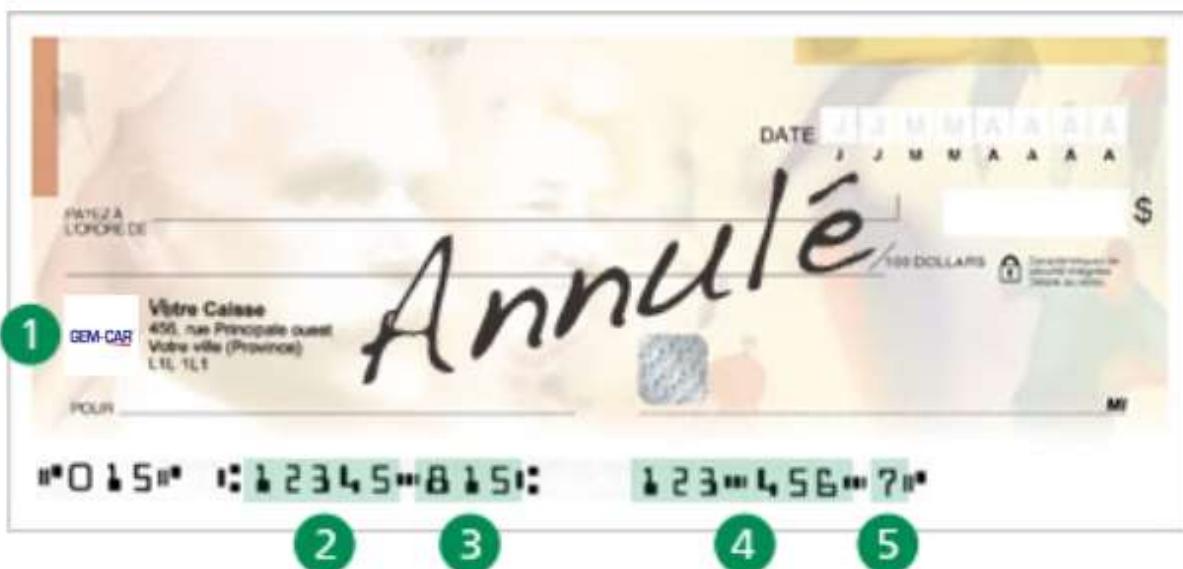 DATE J J M M A A A A
J J M M A A A A
PAYEZ À
L'ORDRE DE
$
Annulé
/100 DOLLARS
1
GEM-CAR
Votre Caisse
456, rue Principale ouest
Votre ville (Province)
L1L 1L1
POUR
MI
⑈015⑈ ⑆12345⑉815⑆ 123⑉456⑉7⑈
2 3 4 5